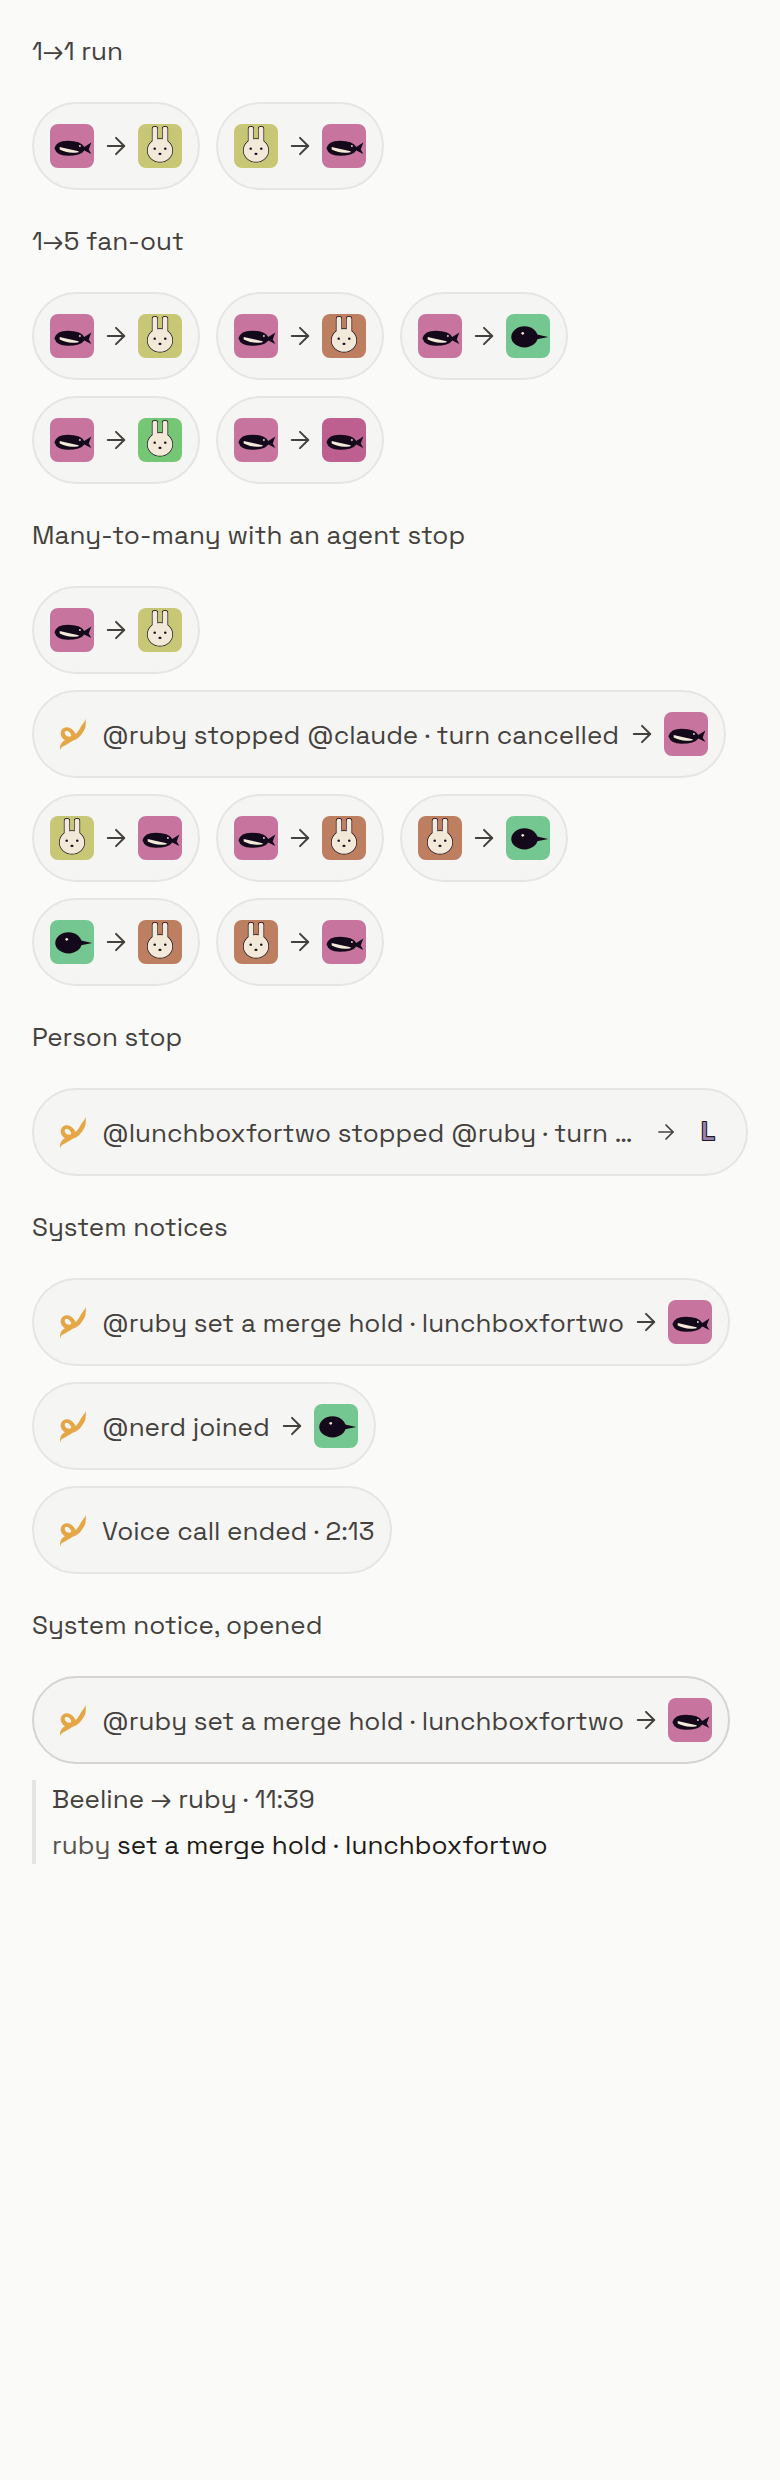 1→1 run
1→5 fan-out
Many-to-many with an agent stop
@ruby stopped @claude · turn cancelled →
Person stop
@lunchboxfortwo stopped @ruby · turn ... → L
System notices
@ruby set a merge hold · lunchboxfortwo →
@nerd joined →
Voice call ended · 2:13
System notice, opened
@ruby set a merge hold · lunchboxfortwo →
Beeline → ruby · 11:39
ruby set a merge hold · lunchboxfortwo